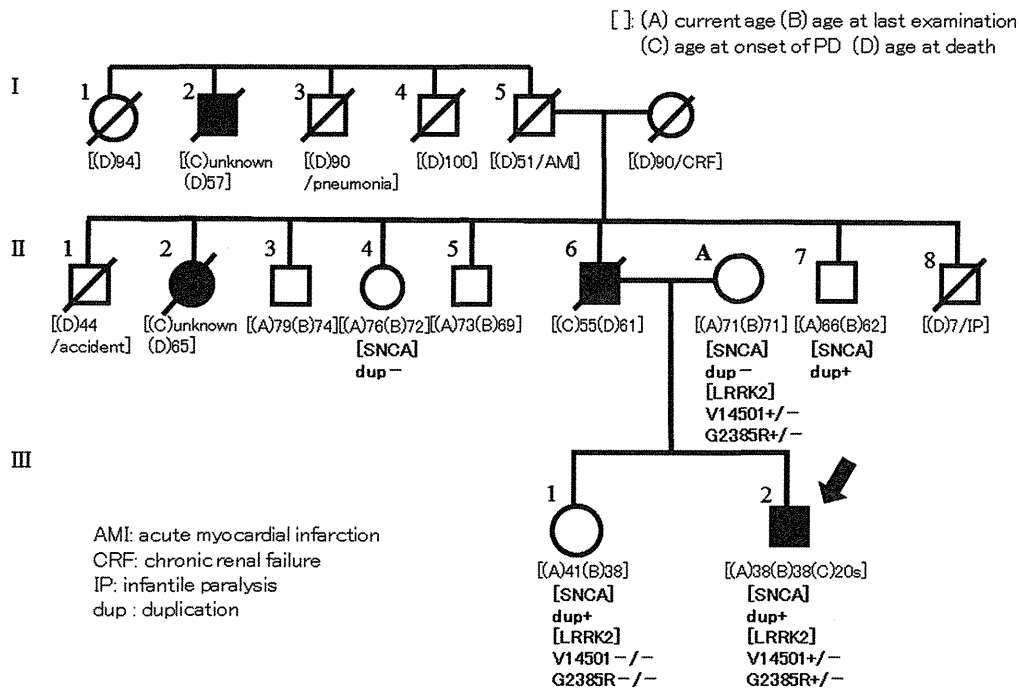 [ ]: (A) current age (B) age at last examination
(C) age at onset of PD (D) age at death
I
1
2
3
4
5
[(D)94]
[(C)unknown
(D)57]
[(D)90
/pneumonia]
[(D)100]
[(D)51/AMI]
[(D)90/CRF]
II
1
2
3
4
5
6
A
7
8
[(D)44
/accident]
[(C)unknown
(D)65]
[(A)79(B)74]
[(A)76(B)72]
[SNCA]
dup−
[(A)73(B)69]
[(C)55(D)61]
[(A)71(B)71]
[SNCA]
dup−
[LRRK2]
V14501+/−
G2385R+/−
[(A)66(B)62]
[SNCA]
dup+
[(D)7/IP]
III
1
2
[(A)41(B)38]
[SNCA]
dup+
[LRRK2]
V14501−/−
G2385R−/−
[(A)38(B)38(C)20s]
[SNCA]
dup+
[LRRK2]
V14501+/−
G2385R+/−
AMI: acute myocardial infarction
CRF: chronic renal failure
IP: infantile paralysis
dup : duplication